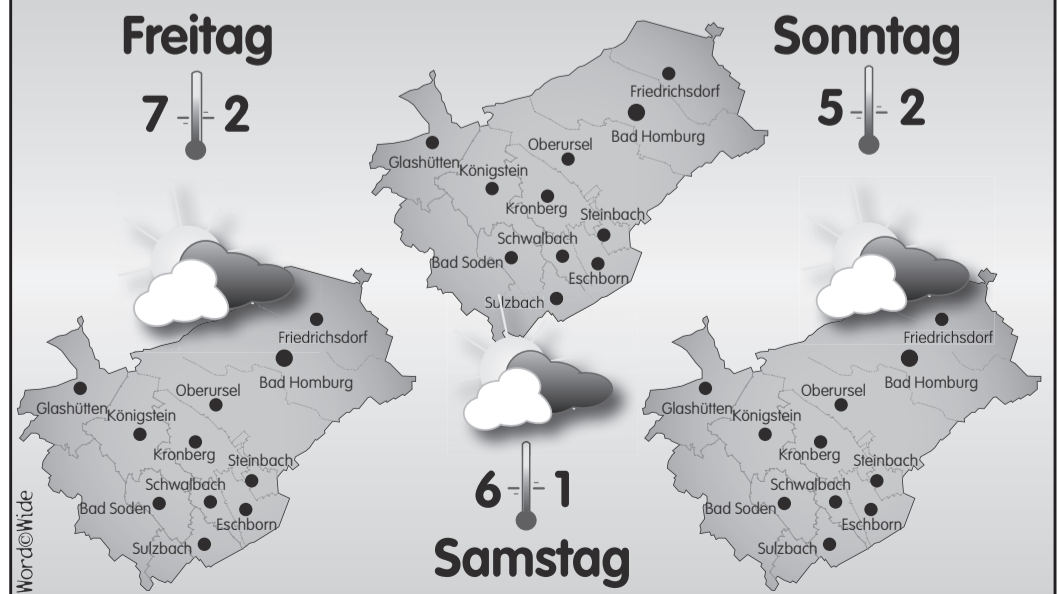 Freitag
7 2
Friedrichsdorf
Bad Homburg
Oberursel
Glashütten
Königstein
Kronberg
Steinbach
Schwalbach
Bad Soden
Eschborn
Sulzbach
Friedrichsdorf
Bad Homburg
Oberursel
Glashütten
Königstein
Kronberg
Steinbach
Schwalbach
Bad Soden
Eschborn
Sulzbach
6 1
Samstag
Sonntag
5 2
Friedrichsdorf
Bad Homburg
Oberursel
Glashütten
Königstein
Kronberg
Steinbach
Schwalbach
Bad Soden
Eschborn
Sulzbach
Word©Wide